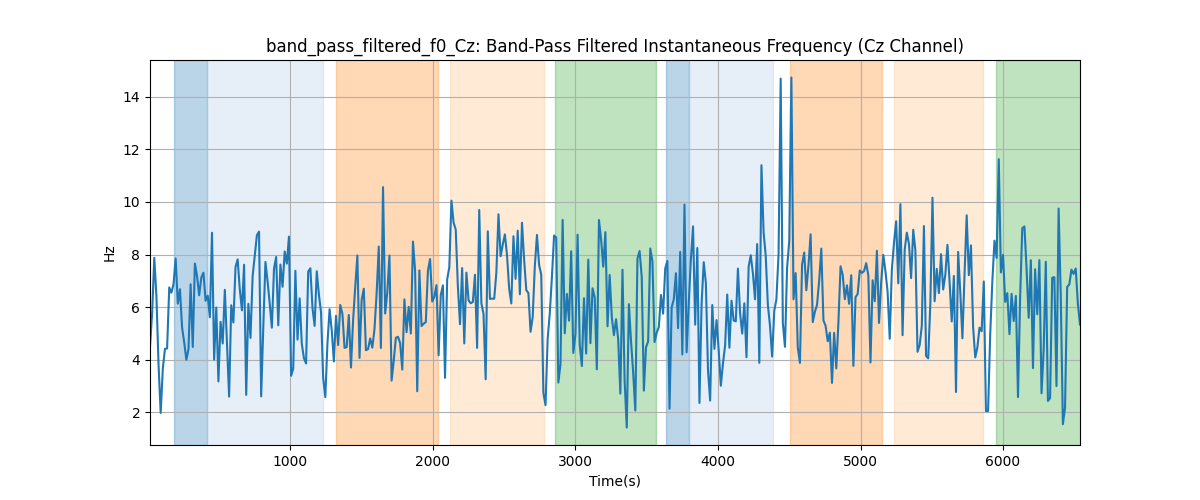 band_pass_filtered_f0_Cz: Band-Pass Filtered Instantaneous Frequency (Cz Channel)
14
12
10
8
6
4
2
Hz
1000 2000 3000 4000 5000 6000
Time(s)